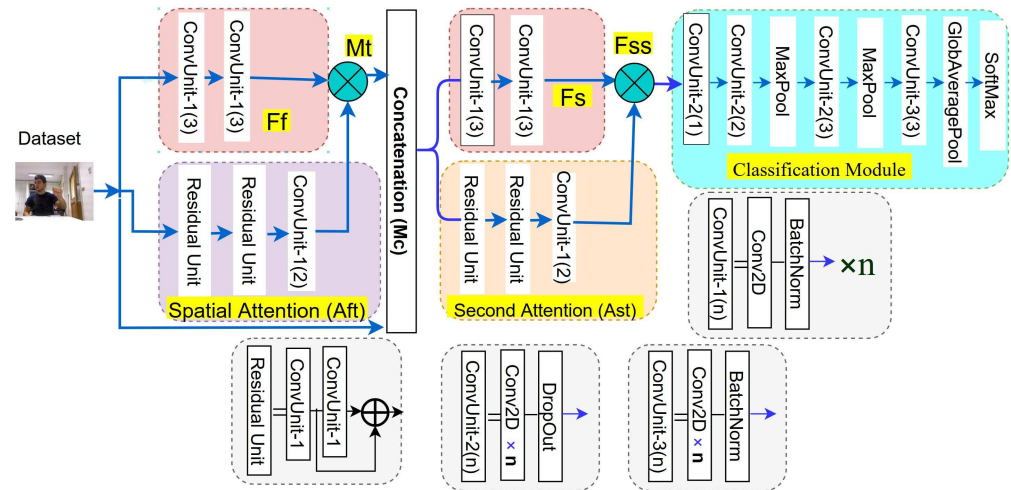 Dataset
ConvUnit-1(3)
ConvUnit-1(3)
Ff
Mt
Residual Unit
Residual Unit
ConvUnit-1(2)
Spatial Attention (Aft)
Concatenation (Mc)
ConvUnit-1(3)
ConvUnit-1(3)
Fs
Fss
Residual Unit
Residual Unit
ConvUnit-1(2)
Second Attention (Ast)
ConvUnit-2(1)
ConvUnit-2(2)
MaxPool
ConvUnit-2(3)
MaxPool
ConvUnit-3(3)
GlobAveragePool
SoftMax
Classification Module
ConvUnit-1(n)
=
Conv2D
BatchNorm
×n
Residual Unit
=
ConvUnit-1
ConvUnit-1
ConvUnit-2(n)
=
Conv2D × n
DropOut
ConvUnit-3(n)
=
Conv2D × n
BatchNorm